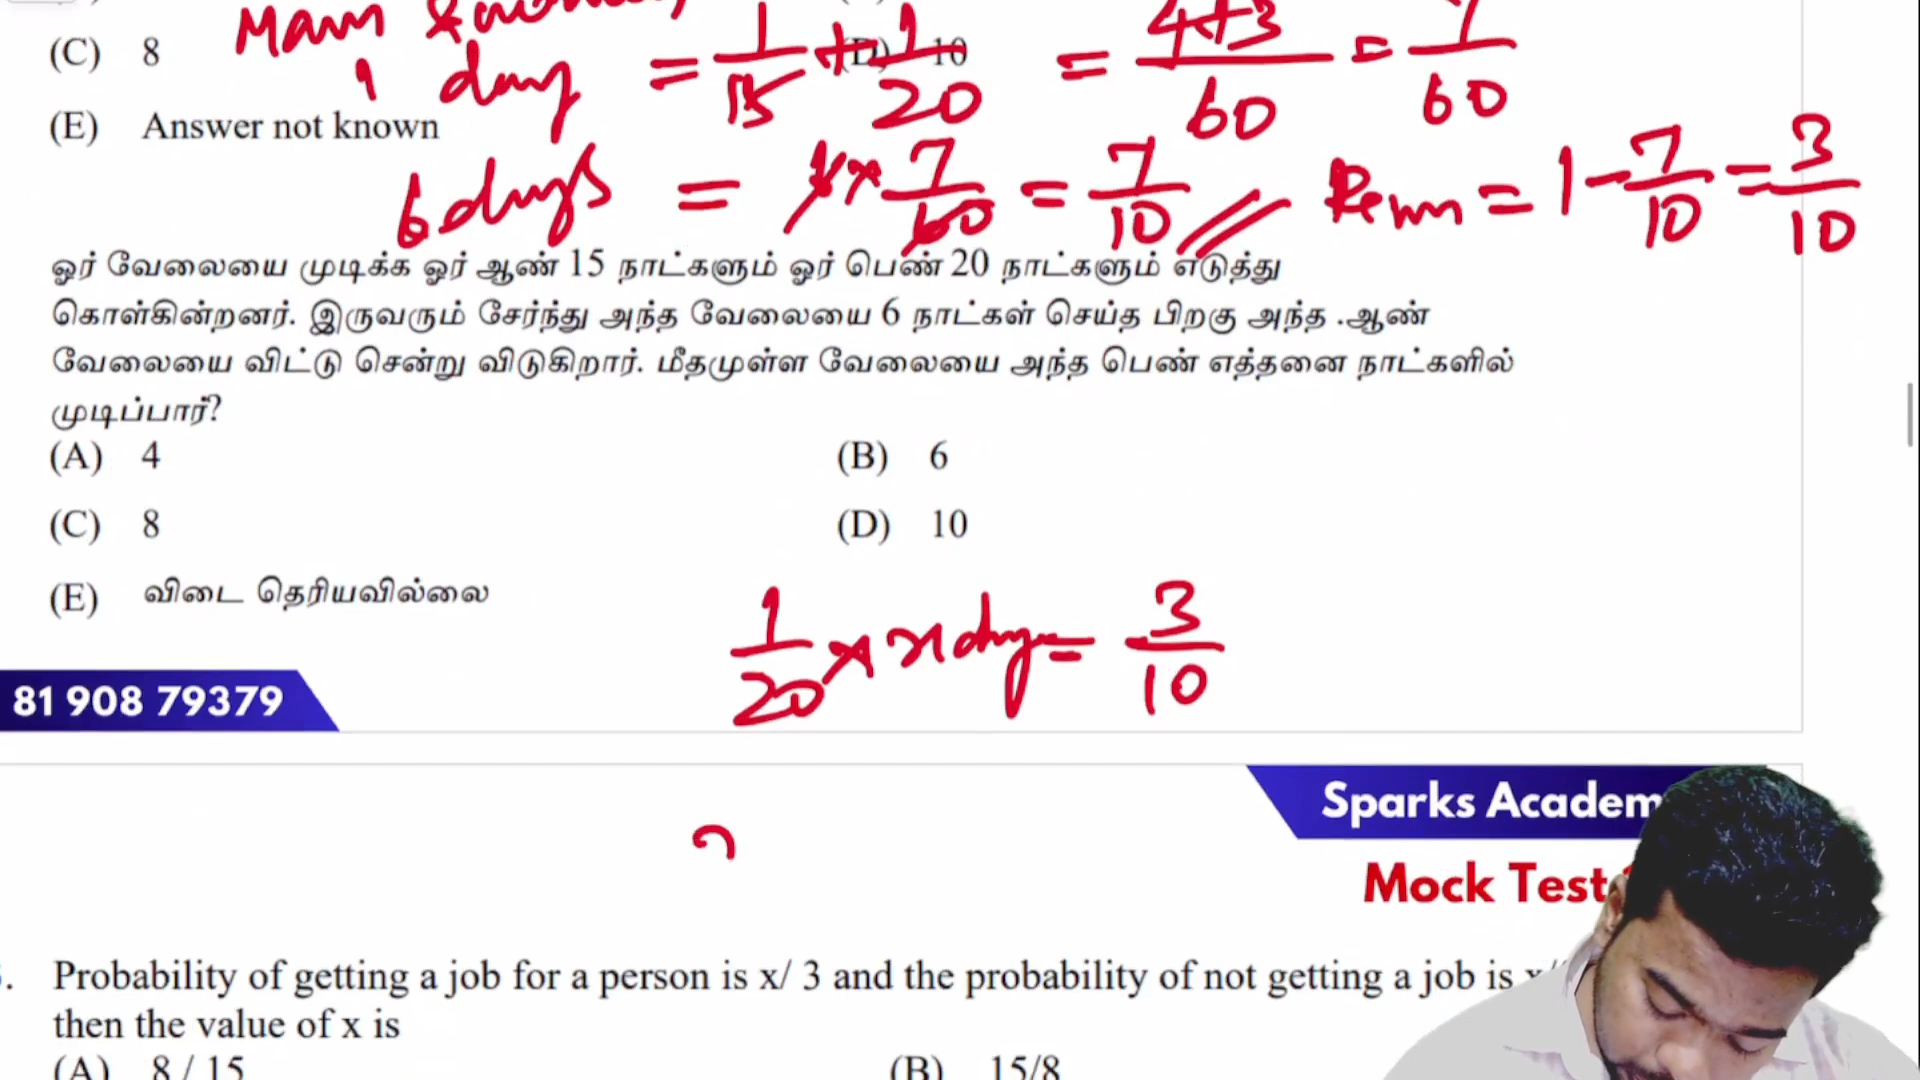 (C) 8
(D) 10
1 day = 1/15 + 1/20 = 4+3/60 = 7/60
(E) Answer not known
6 days = 6 × 7/60 = 7/10 Rem = 1 - 7/10 = 3/10
ஓர் வேலையை முடிக்க ஓர் ஆண் 15 நாட்களும் ஓர் பெண் 20 நாட்களும் எடுத்து
கொள்கின்றனர். இருவரும் சேர்ந்து அந்த வேலையை 6 நாட்கள் செய்த பிறகு அந்த .ஆண்
வேலையை விட்டு சென்று விடுகிறார். மீதமுள்ள வேலையை அந்த பெண் எத்தனை நாட்களில்
முடிப்பார்?
(A) 4 (B) 6
(C) 8 (D) 10
(E) விடை தெரியவில்லை
1/20 × x day = 3/10
81 908 79379
Sparks Academ
Mock Test
Probability of getting a job for a person is x/ 3 and the probability of not getting a job is
then the value of x is
(A) 8 / 15 (B) 15/8